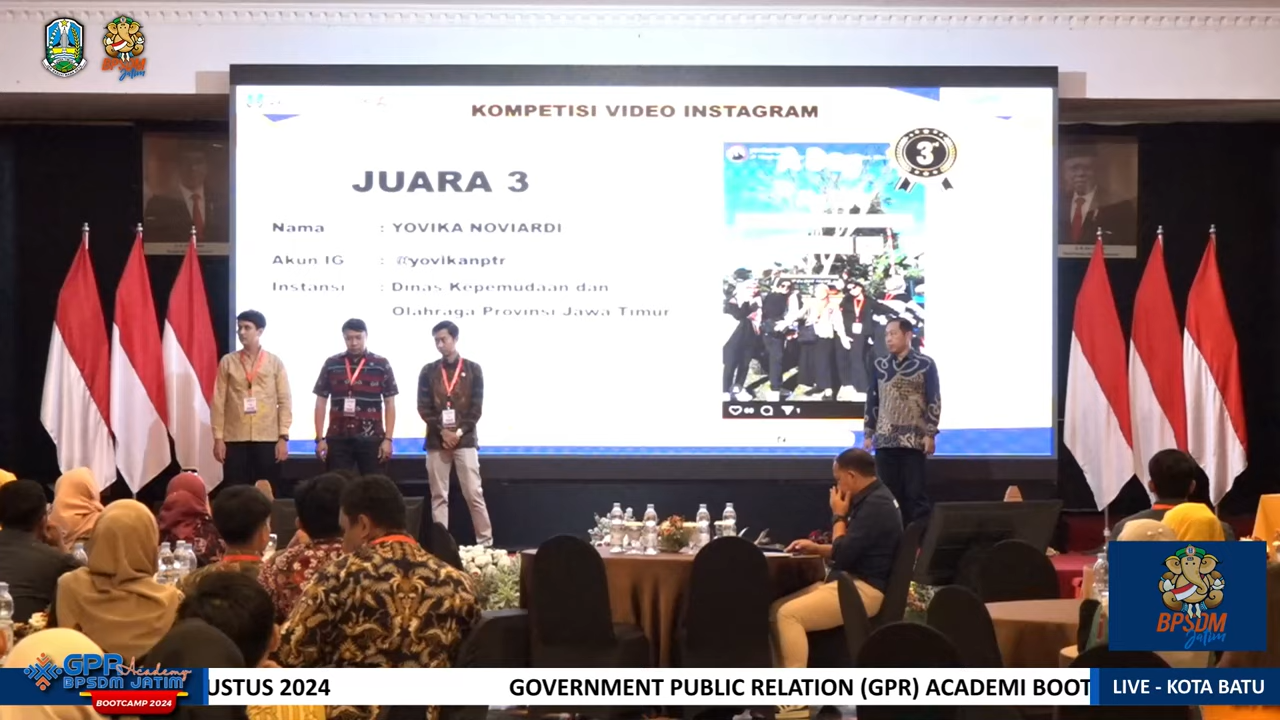 BPSDM
Jatim
KOMPETISI VIDEO INSTAGRAM
3
JUARA 3
Nama : YOVIKA NOVIARDI
Akun IG : @yovikanptr
Instansi : Dinas Kepemudaan dan
Olahraga Provinsi Jawa Timur
BPSDM
Jatim
GPR Academy
BPSDM JATIM
BOOTCAMP 2024
USTUS 2024
GOVERNMENT PUBLIC RELATION (GPR) ACADEMI BOOT
LIVE - KOTA BATU